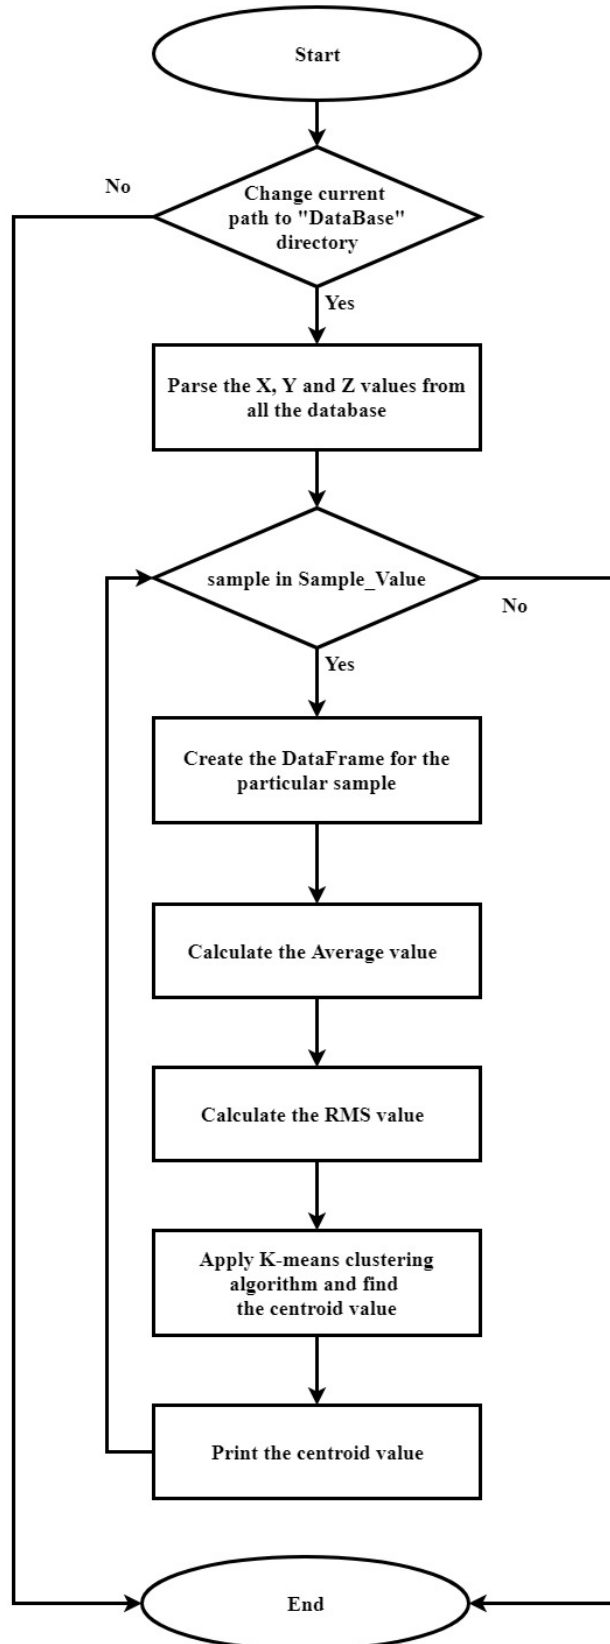 Start
No
Change current
path to "DataBase"
directory
Yes
Parse the X, Y and Z values from
all the database
sample in Sample_Value
No
Yes
Create the DataFrame for the
particular sample
Calculate the Average value
Calculate the RMS value
Apply K-means clustering
algorithm and find
the centroid value
Print the centroid value
End